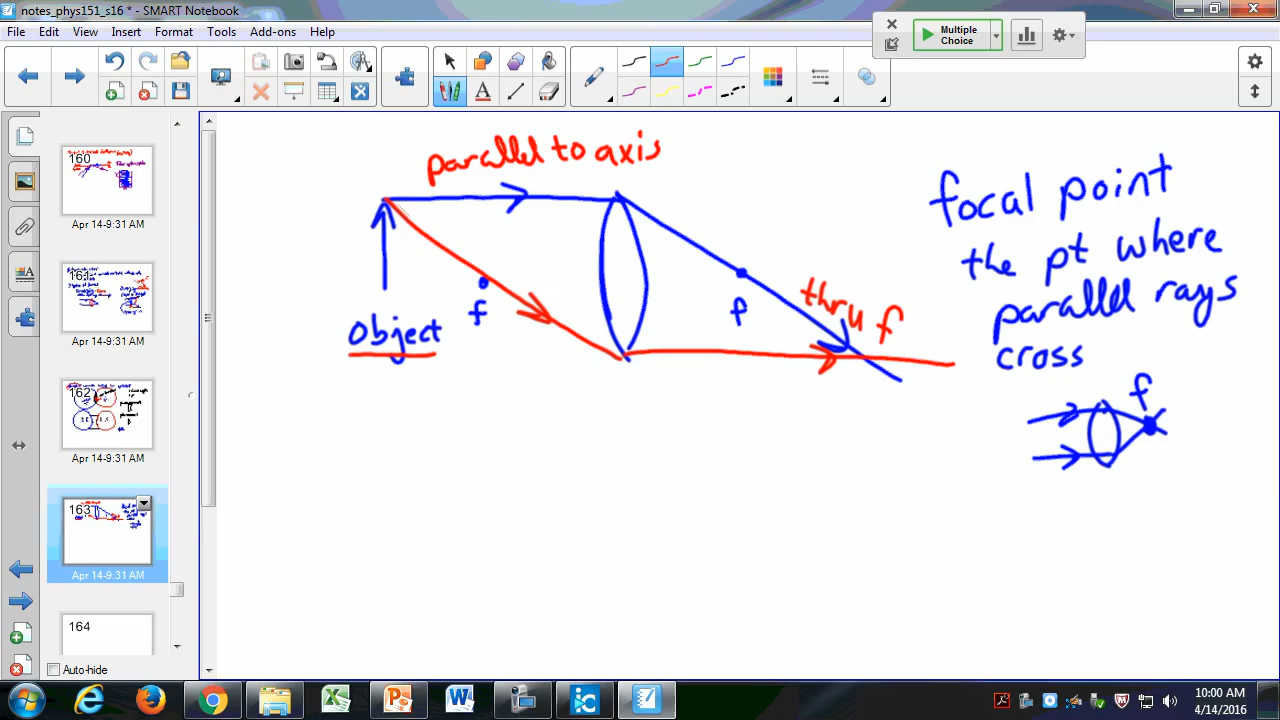 notes_phys151_s16 * - SMART Notebook
File Edit View Insert Format Tools Add-ons Help
Multiple Choice
160
Apr 14-9:31 AM
161
Apr 14-9:31 AM
162
Apr 14-9:31 AM
163
Apr 14-9:31 AM
164
Auto-hide
parallel to axis
f
object
f
thru f
focal point
the pt where
parallel rays
cross
f
10:00 AM
4/14/2016